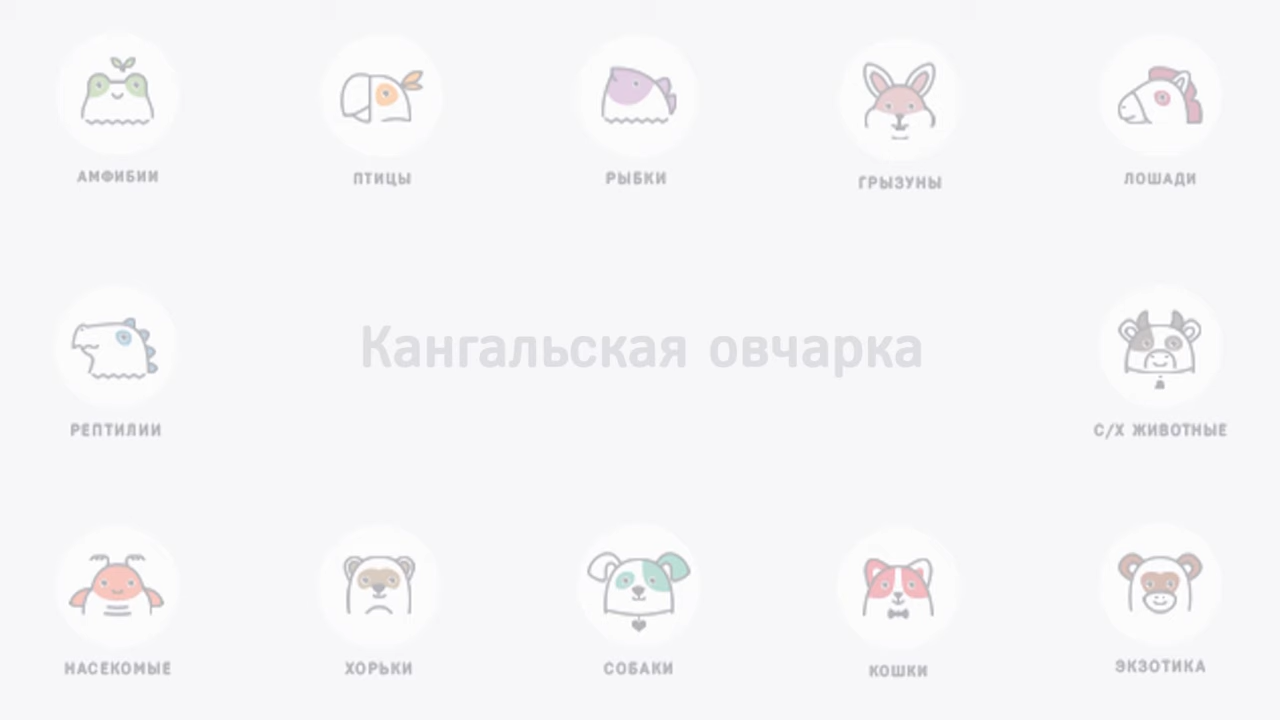 АМФИБИИ
ПТИЦЫ
РЫБКИ
ГРЫЗУНЫ
ЛОШАДИ
РЕПТИЛИИ
Кангальская овчарка
С/Х ЖИВОТНЫЕ
НАСЕКОМЫЕ
ХОРЬКИ
СОБАКИ
КОШКИ
ЭКЗОТИКА